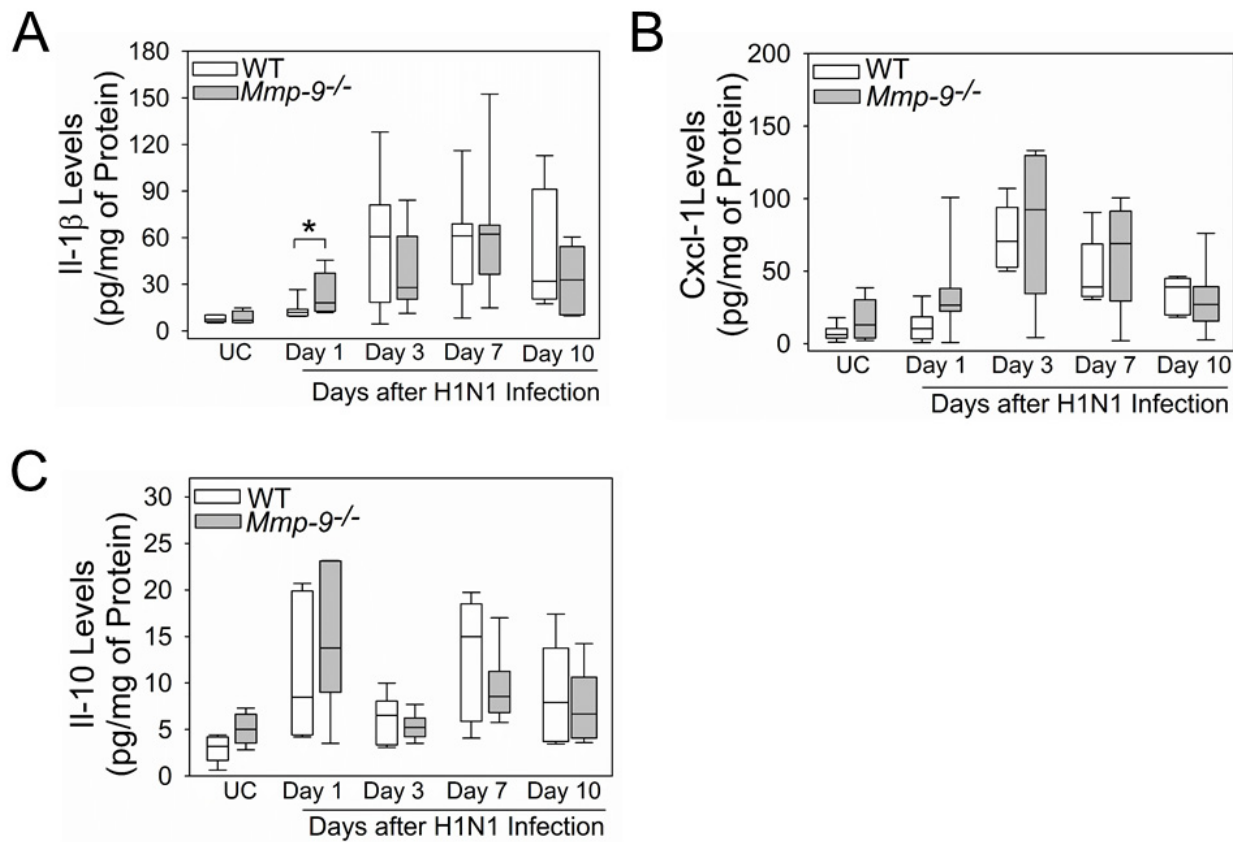 A
Il-1β Levels
(pg/mg of Protein)
180
150
120
90
60
30
0
WT
Mmp-9-/-
*
UC Day 1 Day 3 Day 7 Day 10
Days after H1N1 Infection
B
Cxcl-1Levels
(pg/mg of Protein)
200
150
100
50
0
WT
Mmp-9-/-
UC Day 1 Day 3 Day 7 Day 10
Days after H1N1 Infection
C
Il-10 Levels
(pg/mg of Protein)
30
25
20
15
10
5
0
WT
Mmp-9-/-
UC Day 1 Day 3 Day 7 Day 10
Days after H1N1 Infection